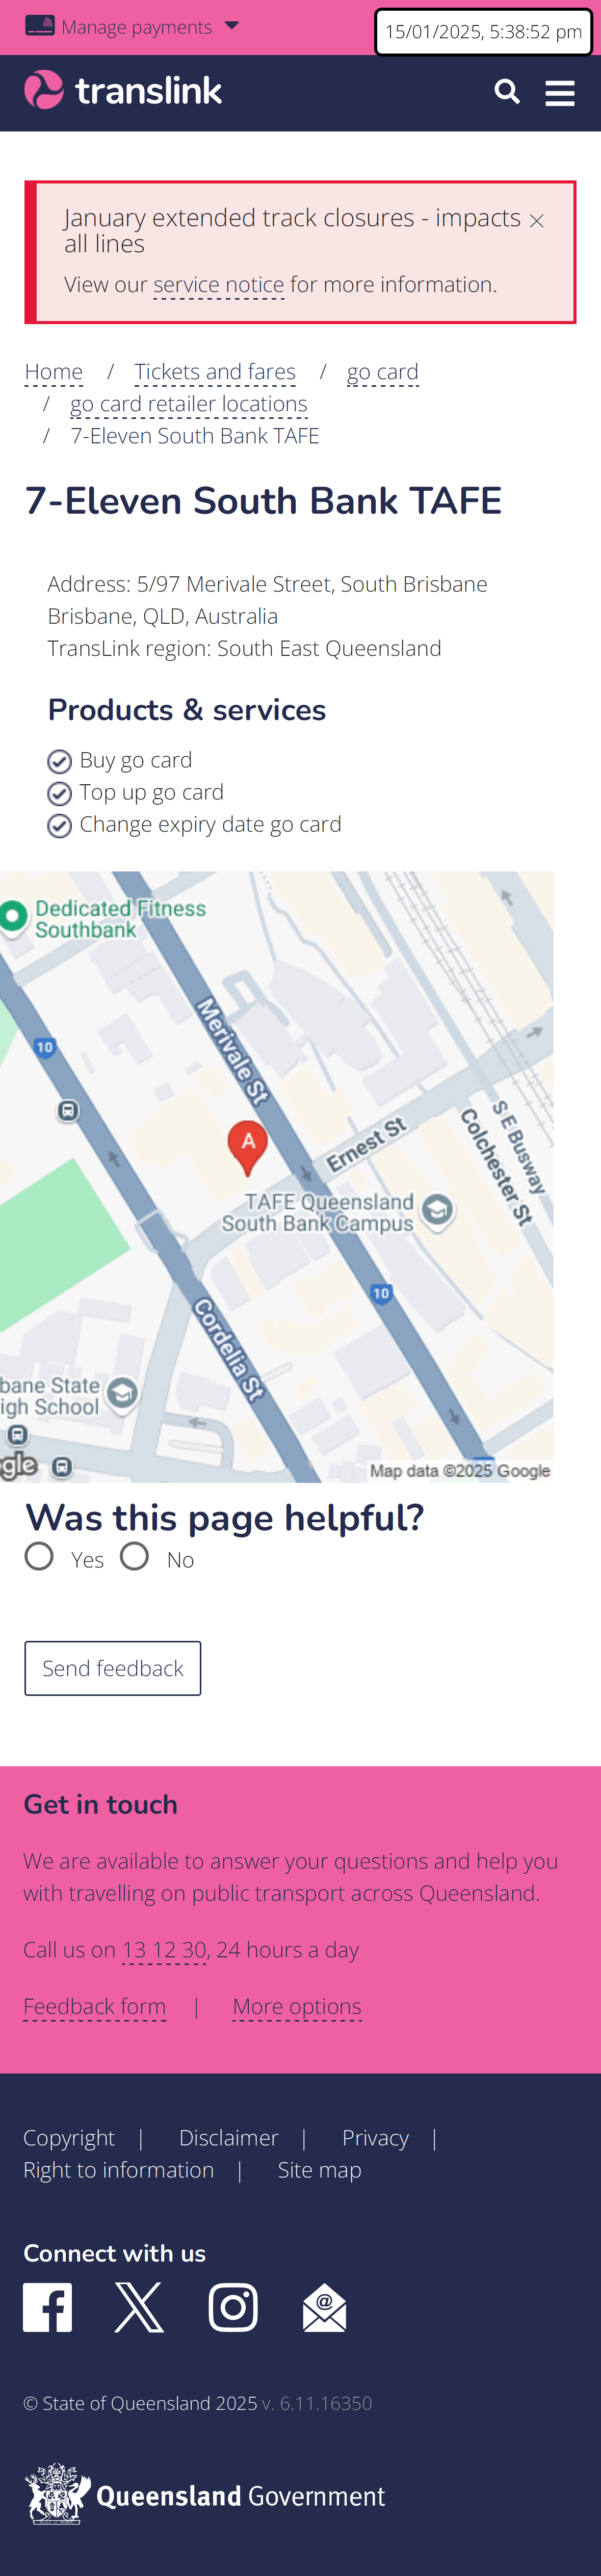 Manage payments
15/01/2025, 5:38:52 pm
translink
January extended track closures - impacts
all lines
View our service notice for more information.
Home / Tickets and fares / go card
/ go card retailer locations
/ 7-Eleven South Bank TAFE
7-Eleven South Bank TAFE
Address: 5/97 Merivale Street, South Brisbane
Brisbane, QLD, Australia
TransLink region: South East Queensland
Products & services
Buy go card
Top up go card
Change expiry date go card
Dedicated Fitness
Southbank
Merivale St
10
A
Ernest St
S E Busway
Colchester St
TAFE Queensland
South Bank Campus
10
Cordelia St
bane State
igh School
gle
Map data ©2025 Google
Was this page helpful?
Yes No
Send feedback
Get in touch
We are available to answer your questions and help you
with travelling on public transport across Queensland.
Call us on 13 12 30, 24 hours a day
Feedback form | More options
Copyright | Disclaimer | Privacy |
Right to information | Site map
Connect with us
© State of Queensland 2025 v. 6.11.16350
Queensland Government